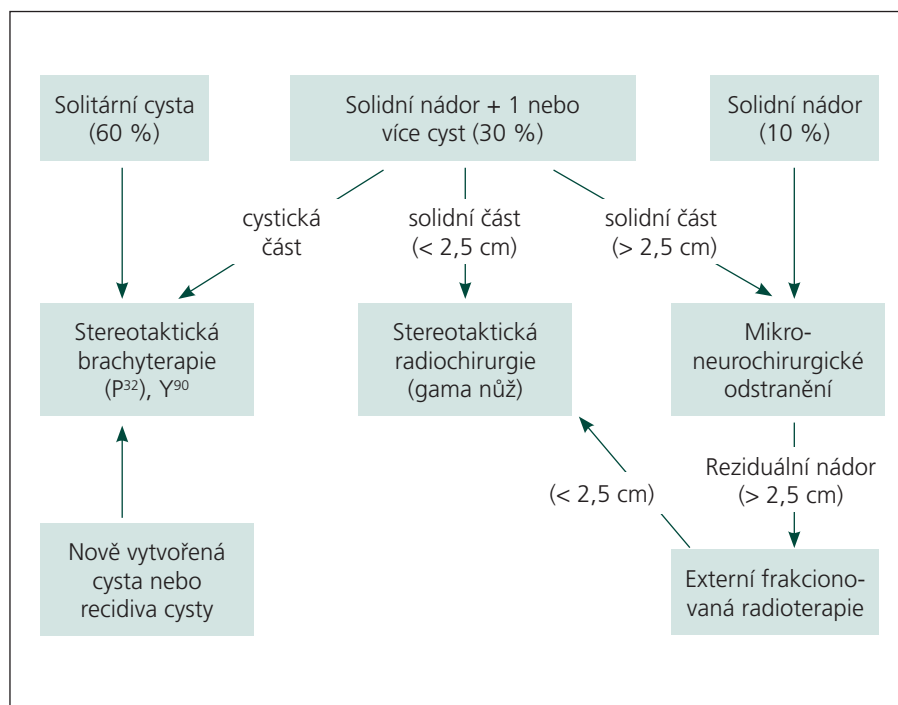 Solitární cysta
(60 %)
Solidní nádor + 1 nebo
více cyst (30 %)
Solidní nádor
(10 %)
cystická
část
solidní část
(< 2,5 cm)
solidní část
(> 2,5 cm)
Stereotaktická
brachyterapie
(P³²), Y⁹⁰
Stereotaktická
radiochirurgie
(gama nůž)
Mikro-
neurochirurgické
odstranění
(< 2,5 cm)
Reziduální nádor
(> 2,5 cm)
Nově vytvořená
cysta nebo
recidiva cysty
Externí frakciono-
vaná radioterapie